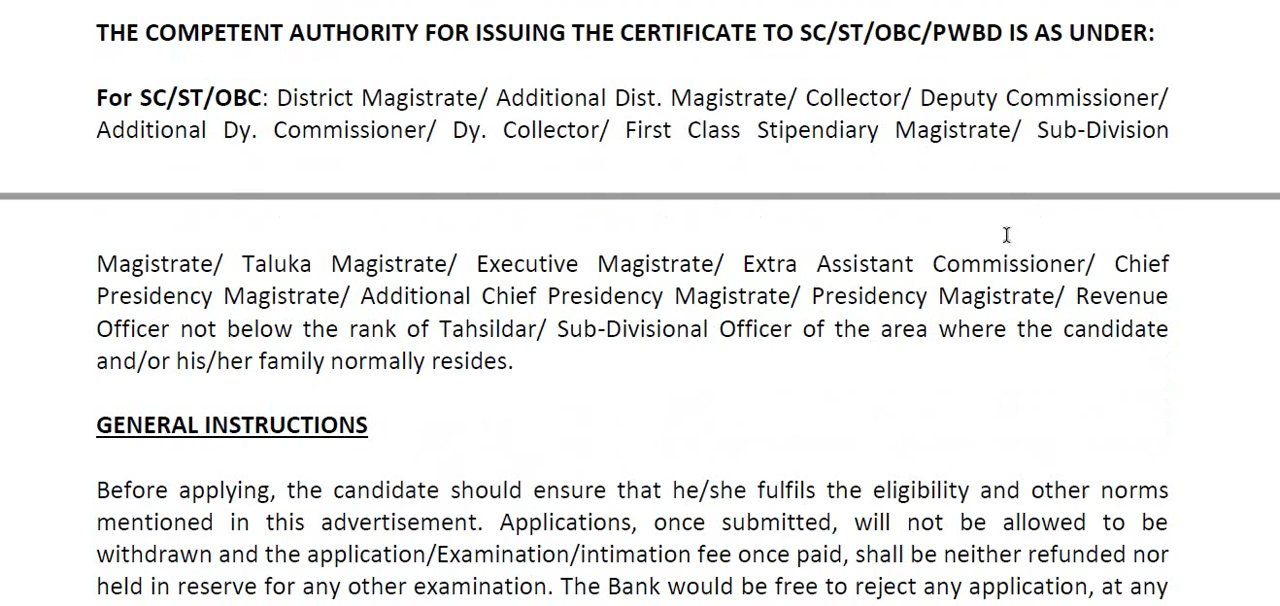 THE COMPETENT AUTHORITY FOR ISSUING THE CERTIFICATE TO SC/ST/OBC/PWBD IS AS UNDER:
For SC/ST/OBC: District Magistrate/ Additional Dist. Magistrate/ Collector/ Deputy Commissioner/
Additional Dy. Commissioner/ Dy. Collector/ First Class Stipendiary Magistrate/ Sub-Division
Magistrate/ Taluka Magistrate/ Executive Magistrate/ Extra Assistant Commissioner/ Chief
Presidency Magistrate/ Additional Chief Presidency Magistrate/ Presidency Magistrate/ Revenue
Officer not below the rank of Tahsildar/ Sub-Divisional Officer of the area where the candidate
and/or his/her family normally resides.
GENERAL INSTRUCTIONS
Before applying, the candidate should ensure that he/she fulfils the eligibility and other norms
mentioned in this advertisement. Applications, once submitted, will not be allowed to be
withdrawn and the application/Examination/intimation fee once paid, shall be neither refunded nor
held in reserve for any other examination. The Bank would be free to reject any application, at any